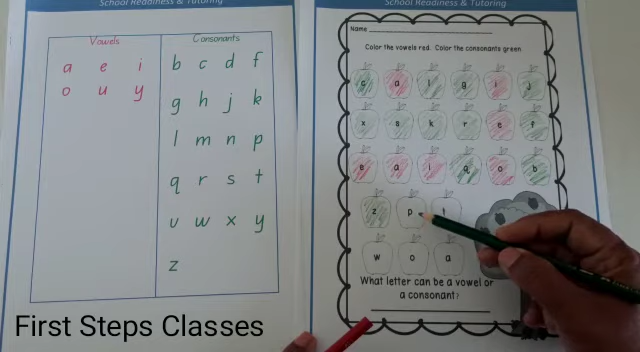 School Readiness & Tutoring
Vowels Consonants
a e i b c d f
o u y g h j k
l m n p
q r s t
v w x y
z
First Steps Classes
School Readiness & Tutoring
Name
Color the vowels red. Color the consonants green
c a l g i j
x s k r e f
e a i q o b
z p
w o a
What letter can be a vowel or
a consonant?